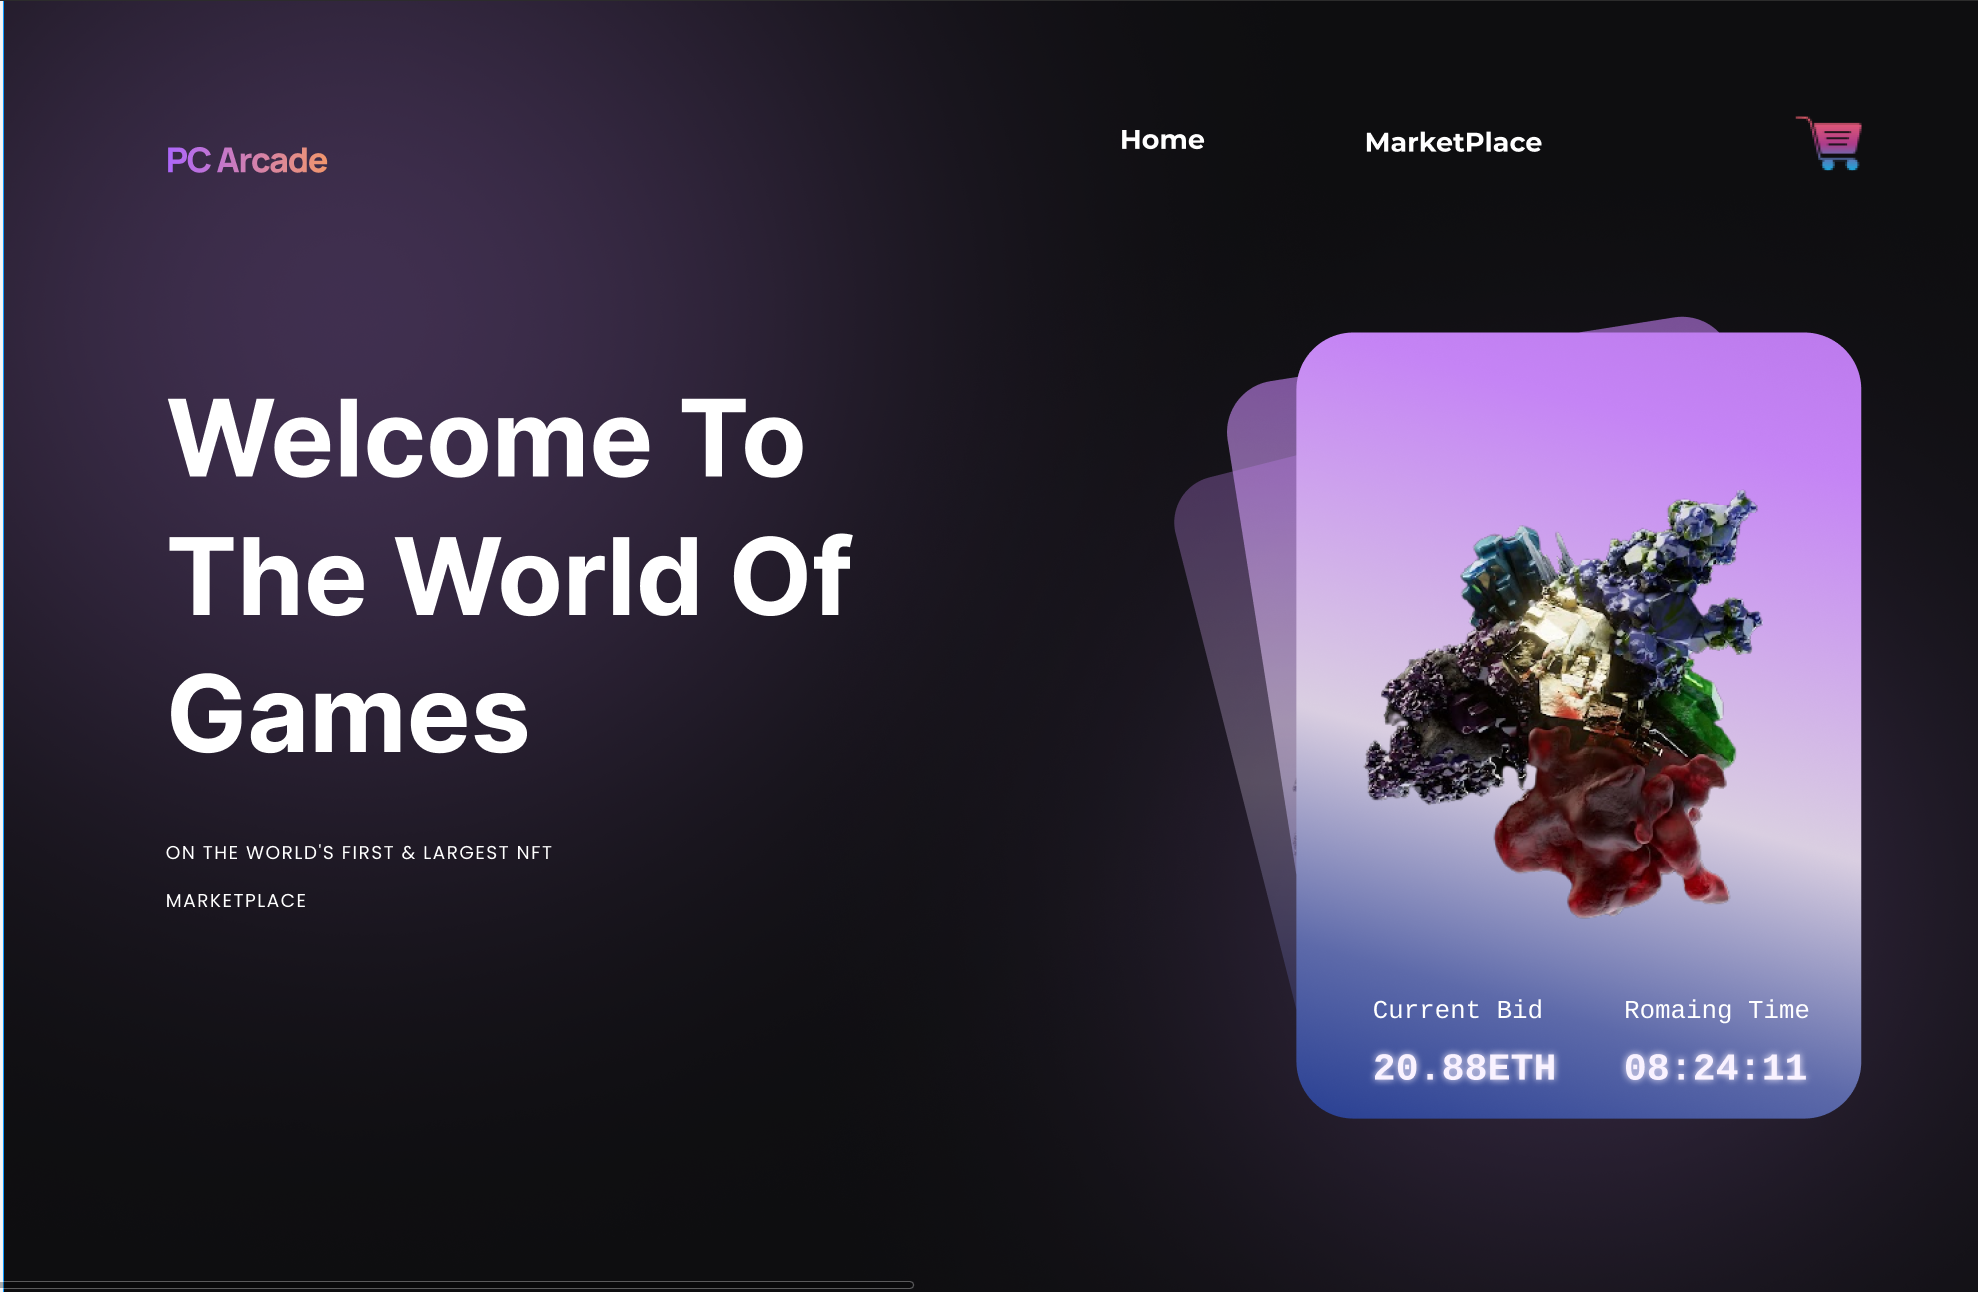 PC Arcade
Home
MarketPlace
Welcome To
The World Of
Games
ON THE WORLD'S FIRST & LARGEST NFT
MARKETPLACE
Current Bid
Romaing Time
20.88ETH
08:24:11